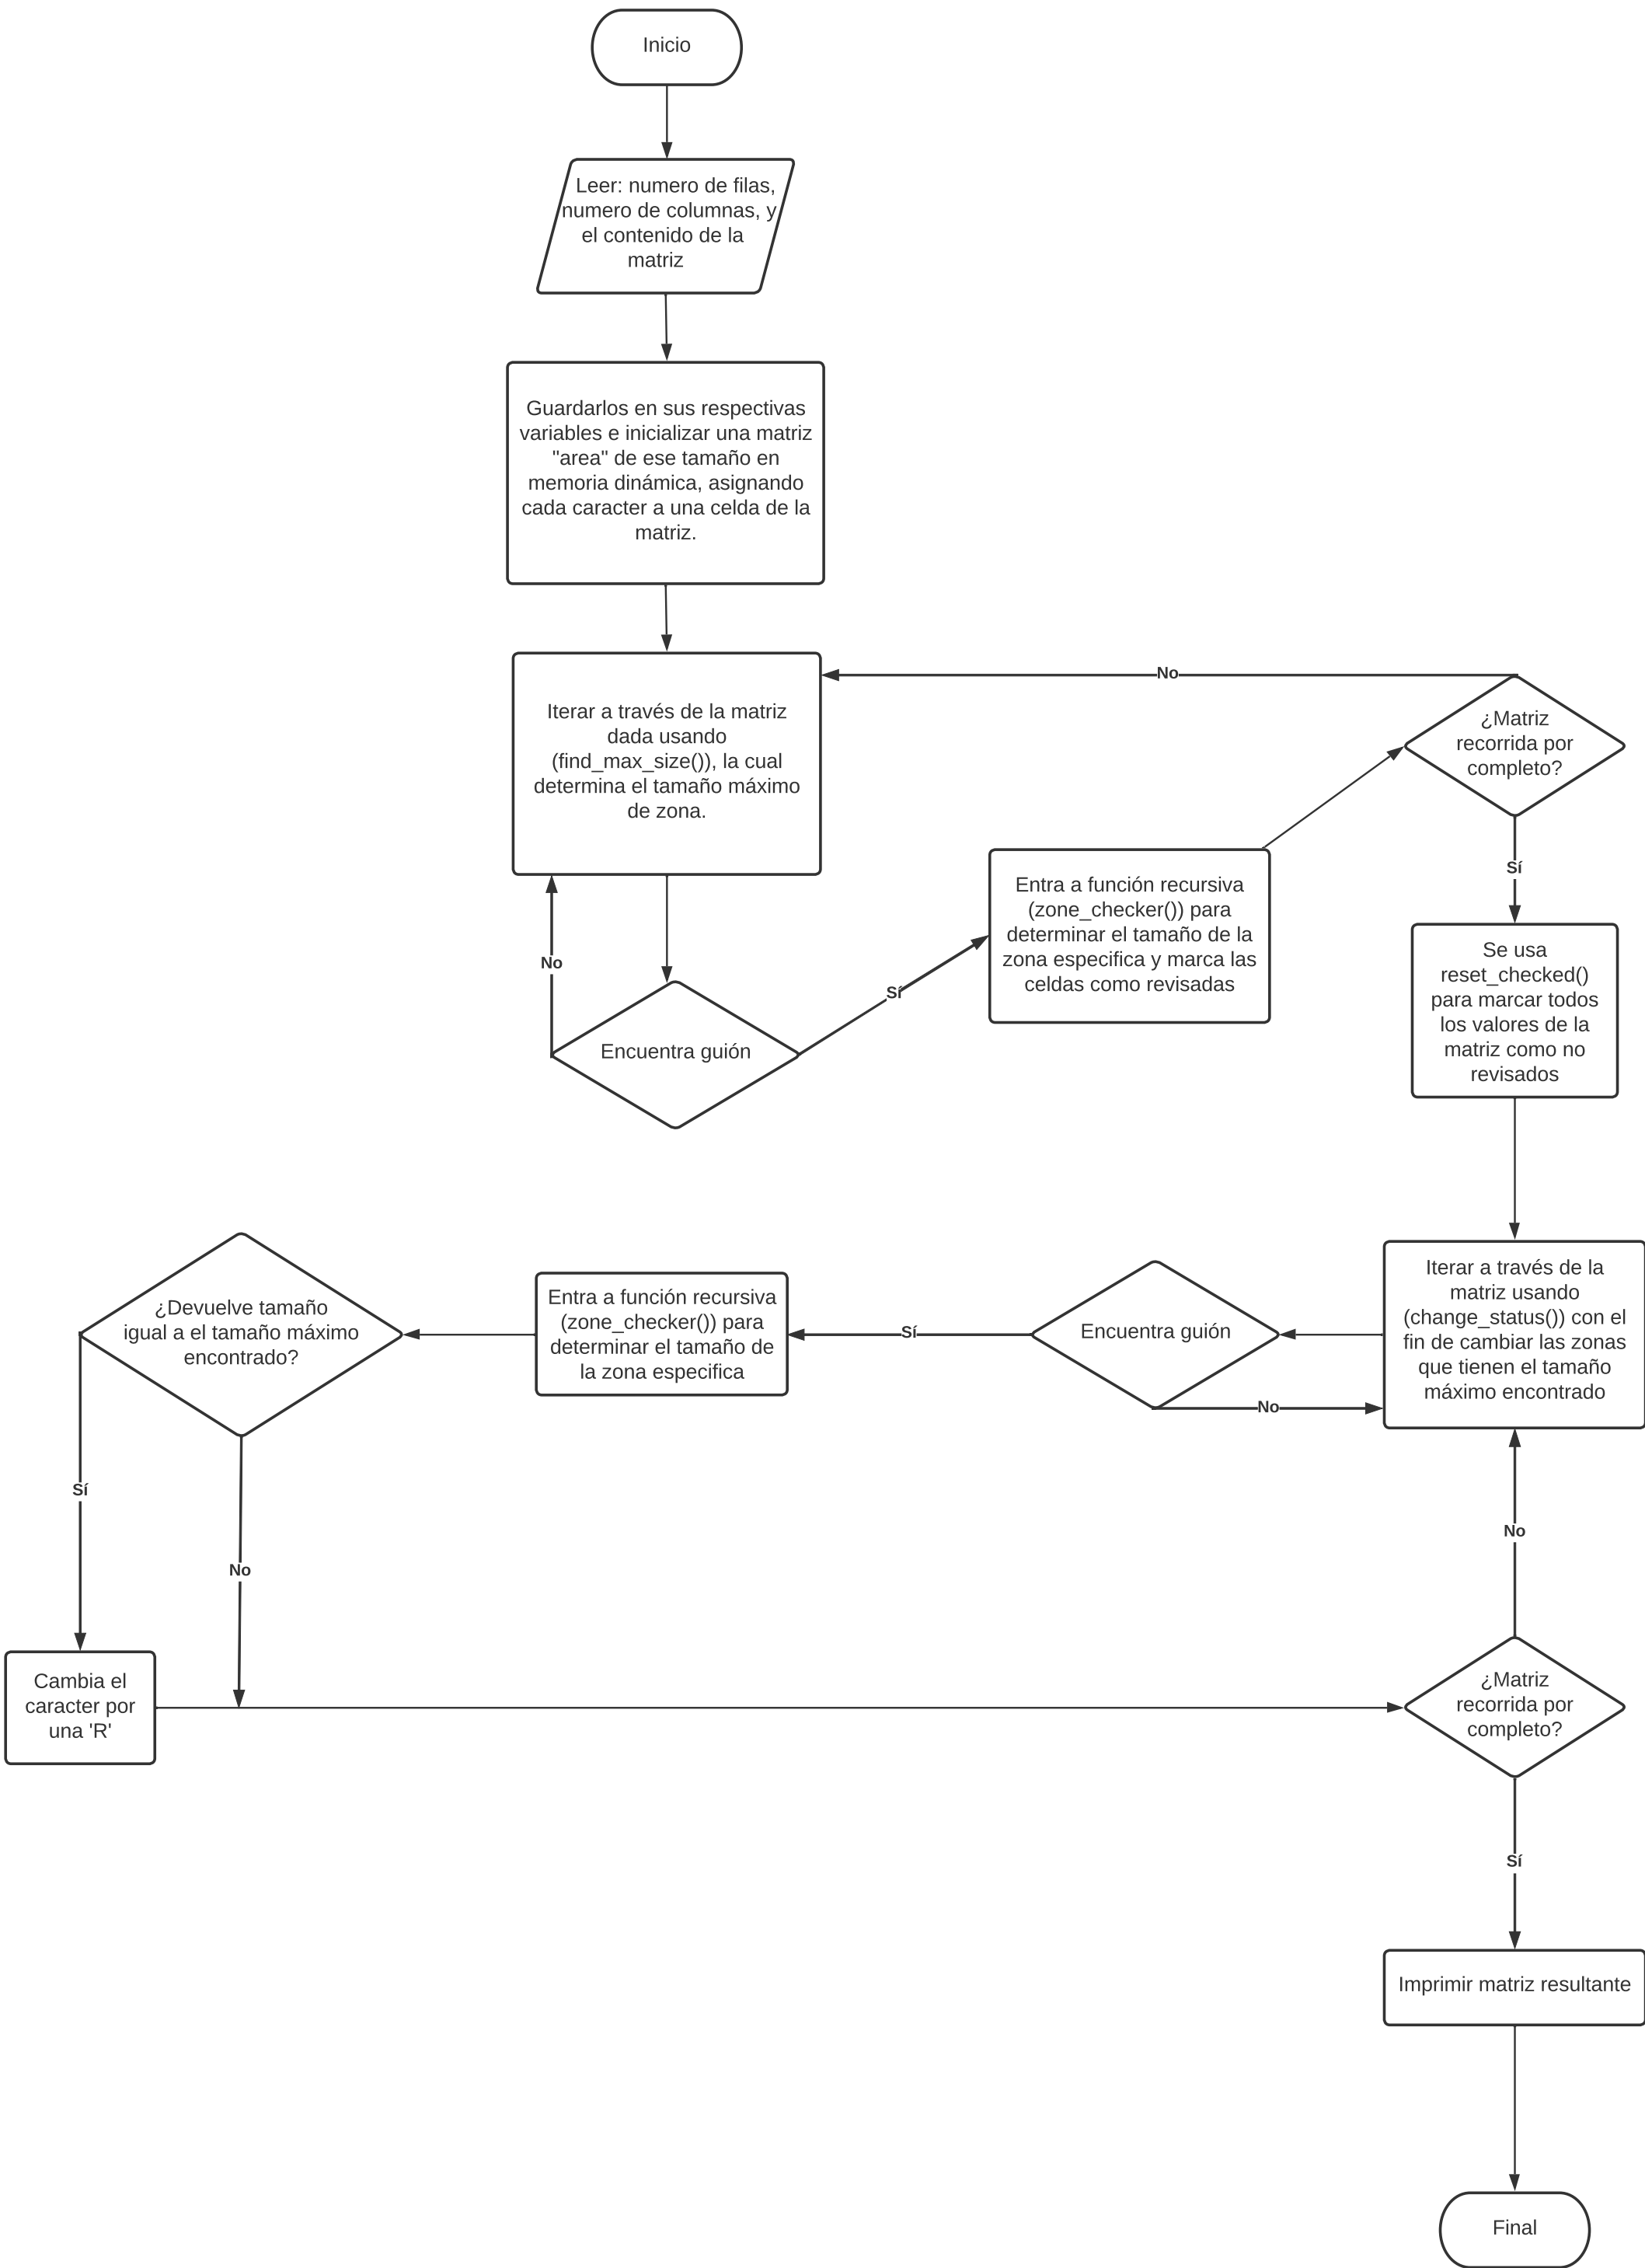 Inicio
Leer: numero de filas,
numero de columnas, y
el contenido de la
matriz
Guardarlos en sus respectivas
variables e inicializar una matriz
"area" de ese tamaño en
memoria dinámica, asignando
cada caracter a una celda de la
matriz.
Iterar a través de la matriz
dada usando
(find_max_size()), la cual
determina el tamaño máximo
de zona.
No
¿Matriz
recorrida por
completo?
Sí
Entra a función recursiva
(zone_checker()) para
determinar el tamaño de la
zona especifica y marca las
celdas como revisadas
No
Sí
Encuentra guión
Se usa
reset_checked()
para marcar todos
los valores de la
matriz como no
revisados
Iterar a través de la
matriz usando
(change_status()) con el
fin de cambiar las zonas
que tienen el tamaño
máximo encontrado
Encuentra guión
No
Sí
Entra a función recursiva
(zone_checker()) para
determinar el tamaño de
la zona especifica
¿Devuelve tamaño
igual a el tamaño máximo
encontrado?
Sí
No
No
Cambia el
caracter por
una 'R'
¿Matriz
recorrida por
completo?
Sí
Imprimir matriz resultante
Final